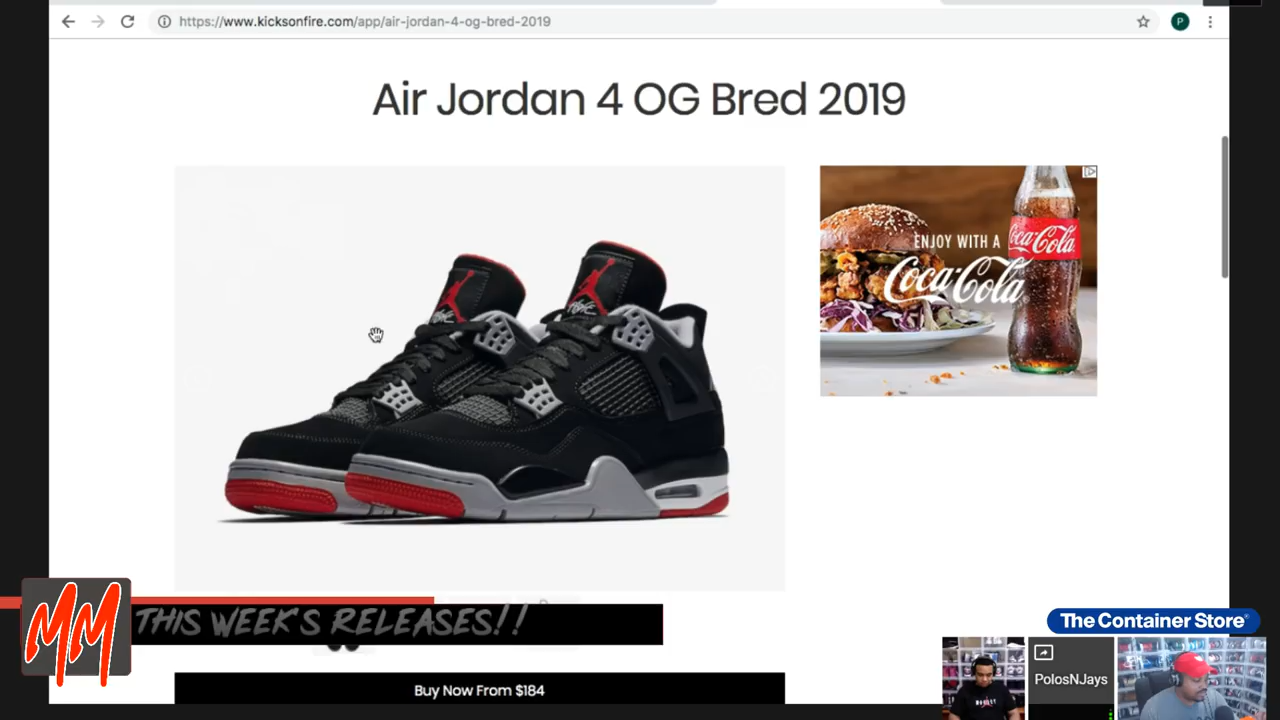 https://www.kicksonfire.com/app/air-jordan-4-og-bred-2019
P
Air Jordan 4 OG Bred 2019
ENJOY WITH A
Coca-Cola
Coca-Cola
MM
THIS WEEK'S RELEASES!!
Buy Now From $184
The Container Store
PolosNJays